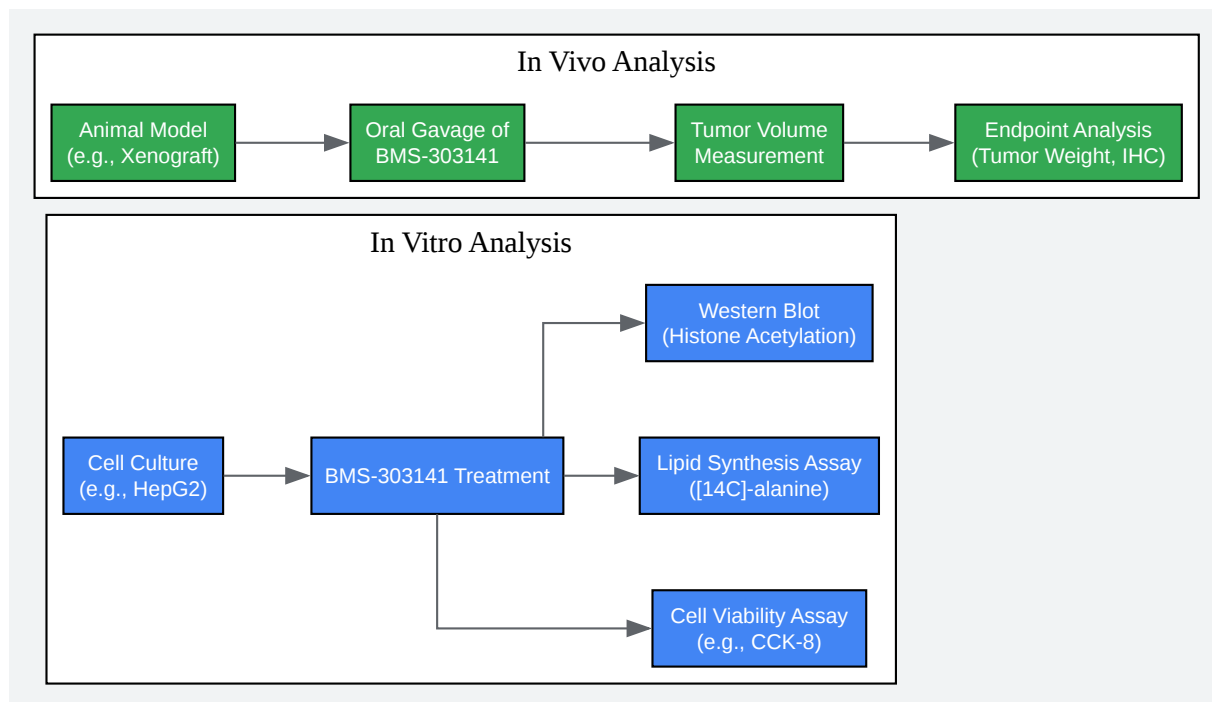 In Vivo Analysis
Animal Model
(e.g., Xenograft)
Oral Gavage of
BMS-303141
Tumor Volume
Measurement
Endpoint Analysis
(Tumor Weight, IHC)
In Vitro Analysis
Western Blot
(Histone Acetylation)
Cell Culture
(e.g., HepG2)
BMS-303141 Treatment
Lipid Synthesis Assay
([14C]-alanine)
Cell Viability Assay
(e.g., CCK-8)